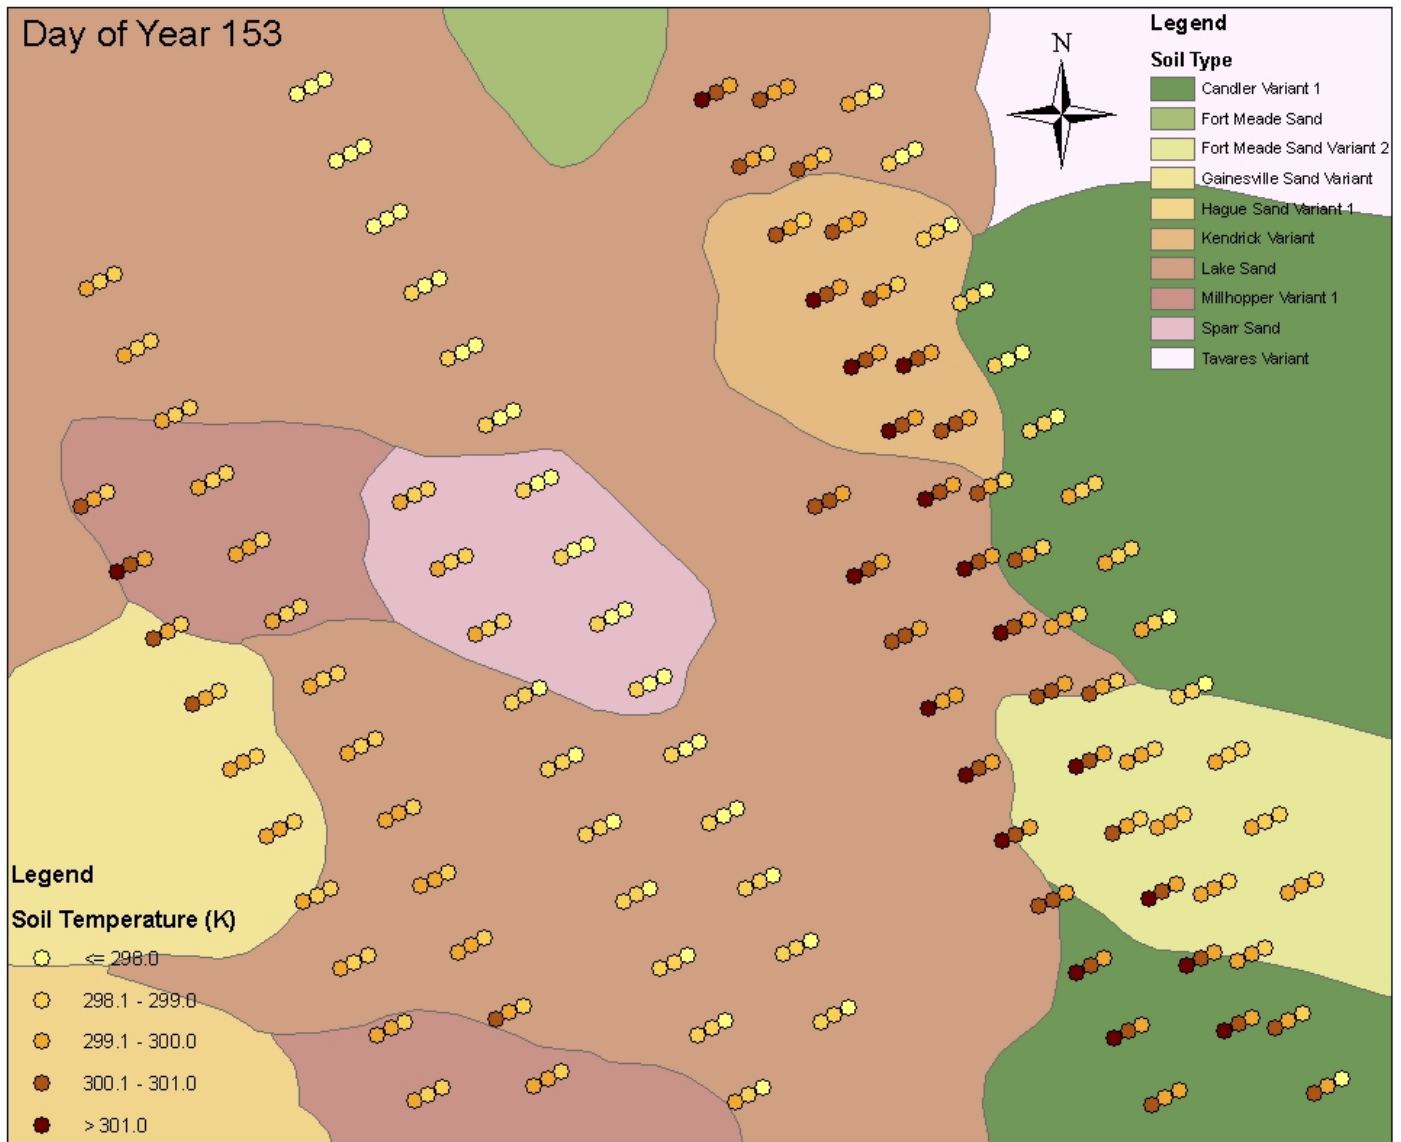 Day of Year 153
N
Legend
Soil Type
Candler Variant 1
Fort Meade Sand
Fort Meade Sand Variant 2
Gainesville Sand Variant
Hague Sand Variant 1
Kendrick Variant
Lake Sand
Millhopper Variant 1
Sparr Sand
Tavares Variant
Legend
Soil Temperature (K)
<= 298.0
298.1 - 299.0
299.1 - 300.0
300.1 - 301.0
> 301.0